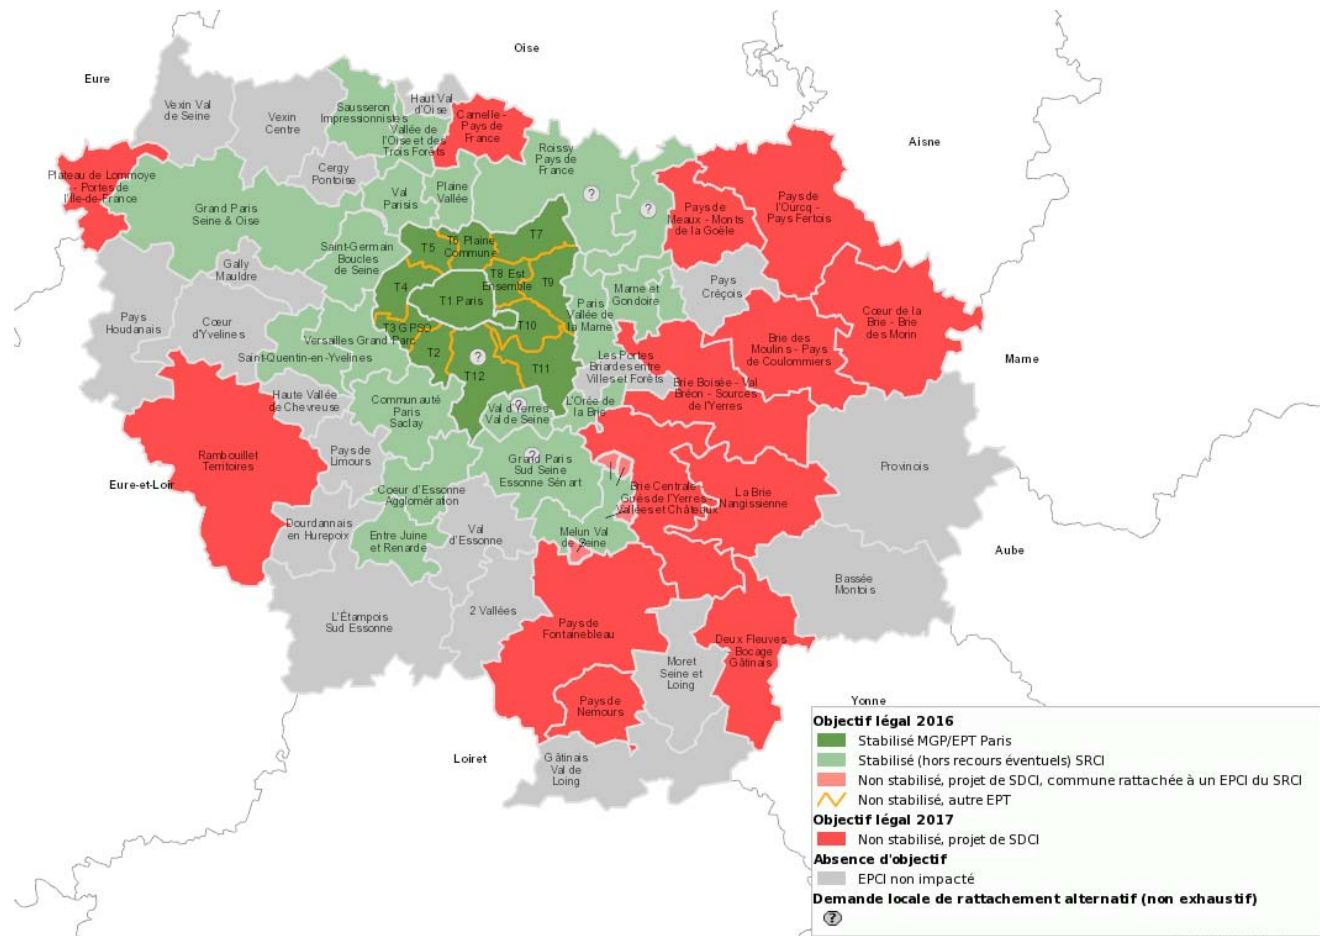 Oise
Eure
Vexin Val
de Seine
Vexin
Centre
Sausseron
Impressionnistes
Haut Val
d'Oise
Carnelle -
Pays de
France
Vallée de
l'Oise et des
Trois Forêts
Aisne
Cergy
Pontoise
Roissy
Pays de
France
Plateau de Lommoye
- Portes de
l'Île-de-France
Grand Paris
Seine & Oise
Val
Parisis
Plaine
Vallée
?
?
Pays de
Meaux - Monts
de la Goële
Pays de
l'Ourcq -
Pays Fertois
Saint-Germain
Boucles
de Seine
T5
T6 Plaine
Commune
T7
Gally
Mauldre
T4
T8 Est
Ensemble
T9
T1 Paris
Marne et
Gondoire
Pays
Créçois
Paris
Vallée de
la Marne
Pays
Houdanais
Cœur
d'Yvelines
T3 GPSO
Versailles Grand Parc
T10
Cœur de la
Brie - Brie
des Morin
Brie des
Moulins - Pays
de Coulommiers
Marne
Saint-Quentin-en-Yvelines
T2
?
T12
T11
Les Portes
Briardes entre
Villes et Forêts
Brie Boisée - Val
Bréon - Sources
de l'Yerres
Haute Vallée
de Chevreuse
Communauté
Paris
Saclay
Val d'Yerres
Val de Seine
?
L'Orée de
la Brie
Rambouillet
Territoires
Pays de
Limours
?
Grand Paris
Sud Seine
Essonne Sénart
Provinois
Eure-et-Loir
Coeur d'Essonne
Agglomération
Brie Centrale -
Gués de l'Yerres -
Vallées et Châteaux
La Brie
Nangissienne
Dourdannais
en Hurepoix
Entre Juine
et Renarde
Val
d'Essonne
Melun Val
de Seine
Aube
Bassée
Montois
L'Étampois
Sud Essonne
2 Vallées
Pays de
Fontainebleau
Deux Fleuves
- Bocage
Gâtinais
Moret
Seine et
Loing
Pays de
Nemours
Yonne
Loiret
Gâtinais
Val de
Loing
Objectif légal 2016
Stabilisé MGP/EPT Paris
Stabilisé (hors recours éventuels) SRCI
Non stabilisé, projet de SDCI, commune rattachée à un EPCI du SRCI
Non stabilisé, autre EPT
Objectif légal 2017
Non stabilisé, projet de SDCI
Absence d'objectif
EPCI non impacté
Demande locale de rattachement alternatif (non exhaustif)
?